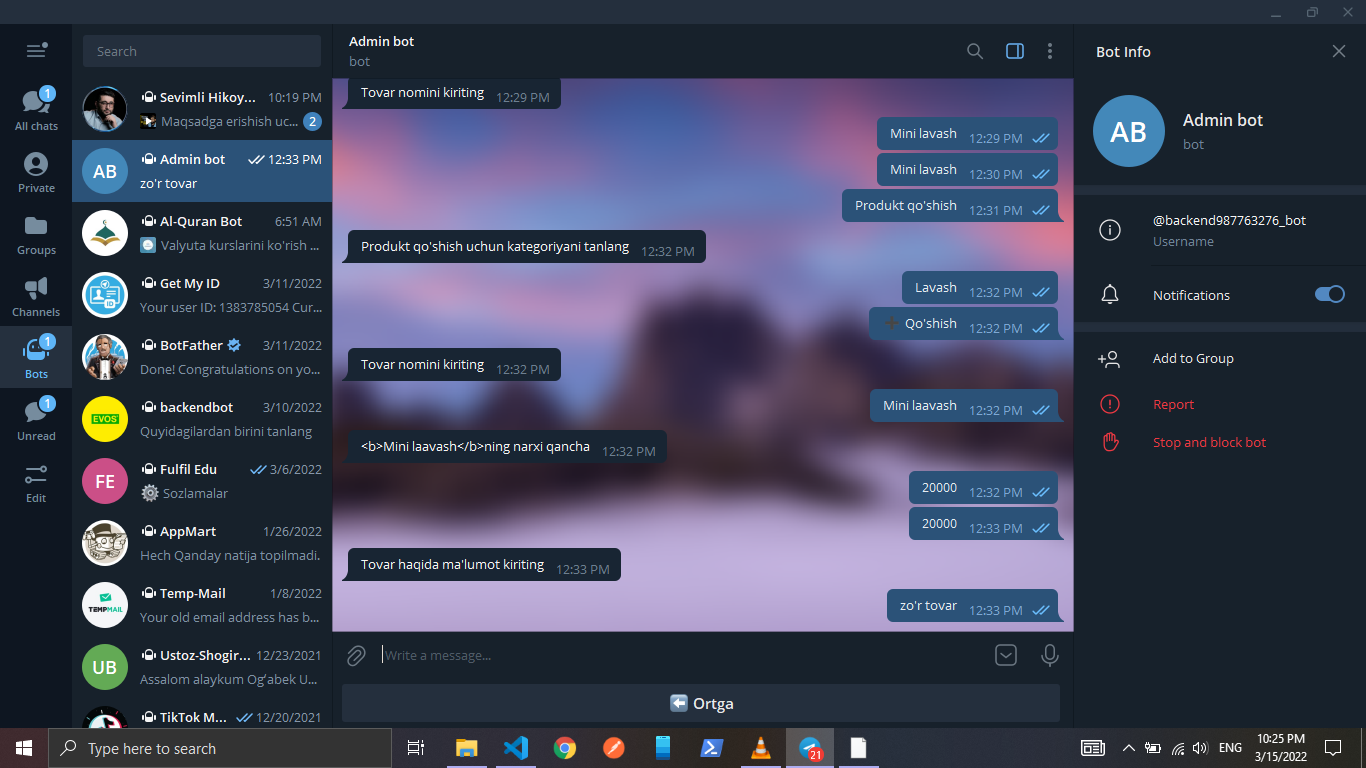 All chats
1
Private
Groups
Channels
Bots
1
Unread
1
Edit
Search
Sevimli Hikoy... 10:19 PM
Maqsadga erishish uc... 2
AB
Admin bot 12:33 PM
zo'r tovar
Al-Quran Bot 6:51 AM
Valyuta kurslarini ko'rish ...
Get My ID 3/11/2022
Your user ID: 1383785054 Cur...
ID
BotFather 3/11/2022
Done! Congratulations on yo...
EVOS
backendbot 3/10/2022
Quyidagilardan birini tanlang
FE
Fulfil Edu 3/6/2022
Sozlamalar
AppMart 1/26/2022
Hech Qanday natija topilmadi.
TEMPMAIL
Temp-Mail 1/8/2022
Your old email address has b...
UB
Ustoz-Shogir... 12/23/2021
Assalom alaykum Og'abek U...
TikTok M... 12/20/2021
Admin bot
bot
Tovar nomini kiriting 12:29 PM
Mini lavash 12:29 PM
Mini lavash 12:30 PM
Produkt qo'shish 12:31 PM
Produkt qo'shish uchun kategoriyani tanlang 12:32 PM
Lavash 12:32 PM
➕ Qo'shish 12:32 PM
Tovar nomini kiriting 12:32 PM
Mini laavash 12:32 PM
<b>Mini laavash</b>ning narxi qancha 12:32 PM
20000 12:32 PM
20000 12:33 PM
Tovar haqida ma'lumot kiriting 12:33 PM
zo'r tovar 12:33 PM
Write a message...
⬅ Ortga
Bot Info
AB
Admin bot
bot
@backend987763276_bot
Username
Notifications
Add to Group
Report
Stop and block bot
Type here to search
21
ENG
10:25 PM
3/15/2022